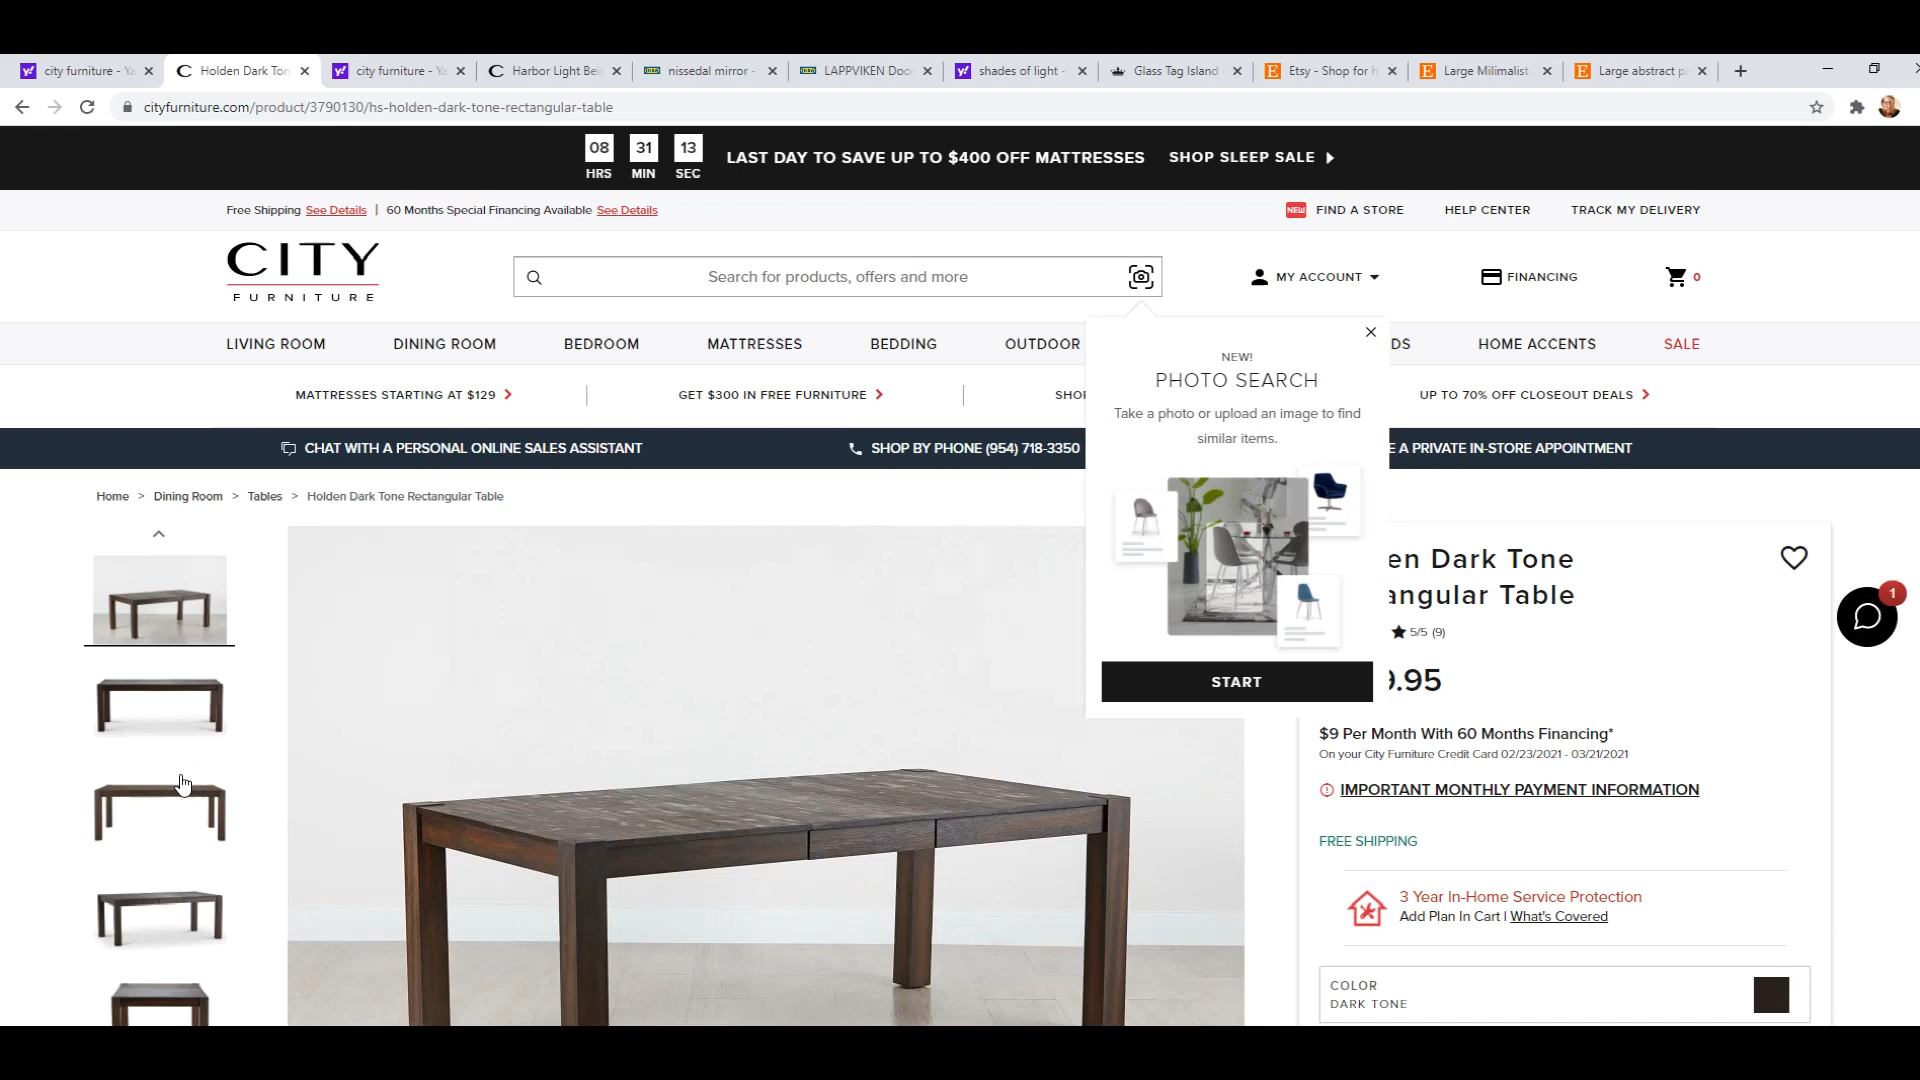 city furniture - Ya
Holden Dark Ton
city furniture - Ya
Harbor Light Bei
nissedal mirror -
LAPPVIKEN Doo
shades of light -
Glass Tag Island
Etsy - Shop for h
Large Milimalist
Large abstract pa
cityfurniture.com/product/3790130/hs-holden-dark-tone-rectangular-table
08 31 13
HRS MIN SEC
LAST DAY TO SAVE UP TO $400 OFF MATTRESSES SHOP SLEEP SALE
Free Shipping See Details | 60 Months Special Financing Available See Details
NEW FIND A STORE HELP CENTER TRACK MY DELIVERY
CITY
FURNITURE
Search for products, offers and more
MY ACCOUNT FINANCING 0
LIVING ROOM DINING ROOM BEDROOM MATTRESSES BEDDING OUTDOOR DS HOME ACCENTS SALE
MATTRESSES STARTING AT $129 GET $300 IN FREE FURNITURE SHOP UP TO 70% OFF CLOSEOUT DEALS
CHAT WITH A PERSONAL ONLINE SALES ASSISTANT SHOP BY PHONE (954) 718-3350 E A PRIVATE IN-STORE APPOINTMENT
NEW!
PHOTO SEARCH
Take a photo or upload an image to find
similar items.
START
Home > Dining Room > Tables > Holden Dark Tone Rectangular Table
en Dark Tone
angular Table
5/5 (9)
9.95
$9 Per Month With 60 Months Financing*
On your City Furniture Credit Card 02/23/2021 - 03/21/2021
IMPORTANT MONTHLY PAYMENT INFORMATION
FREE SHIPPING
3 Year In-Home Service Protection
Add Plan In Cart | What's Covered
COLOR
DARK TONE
1